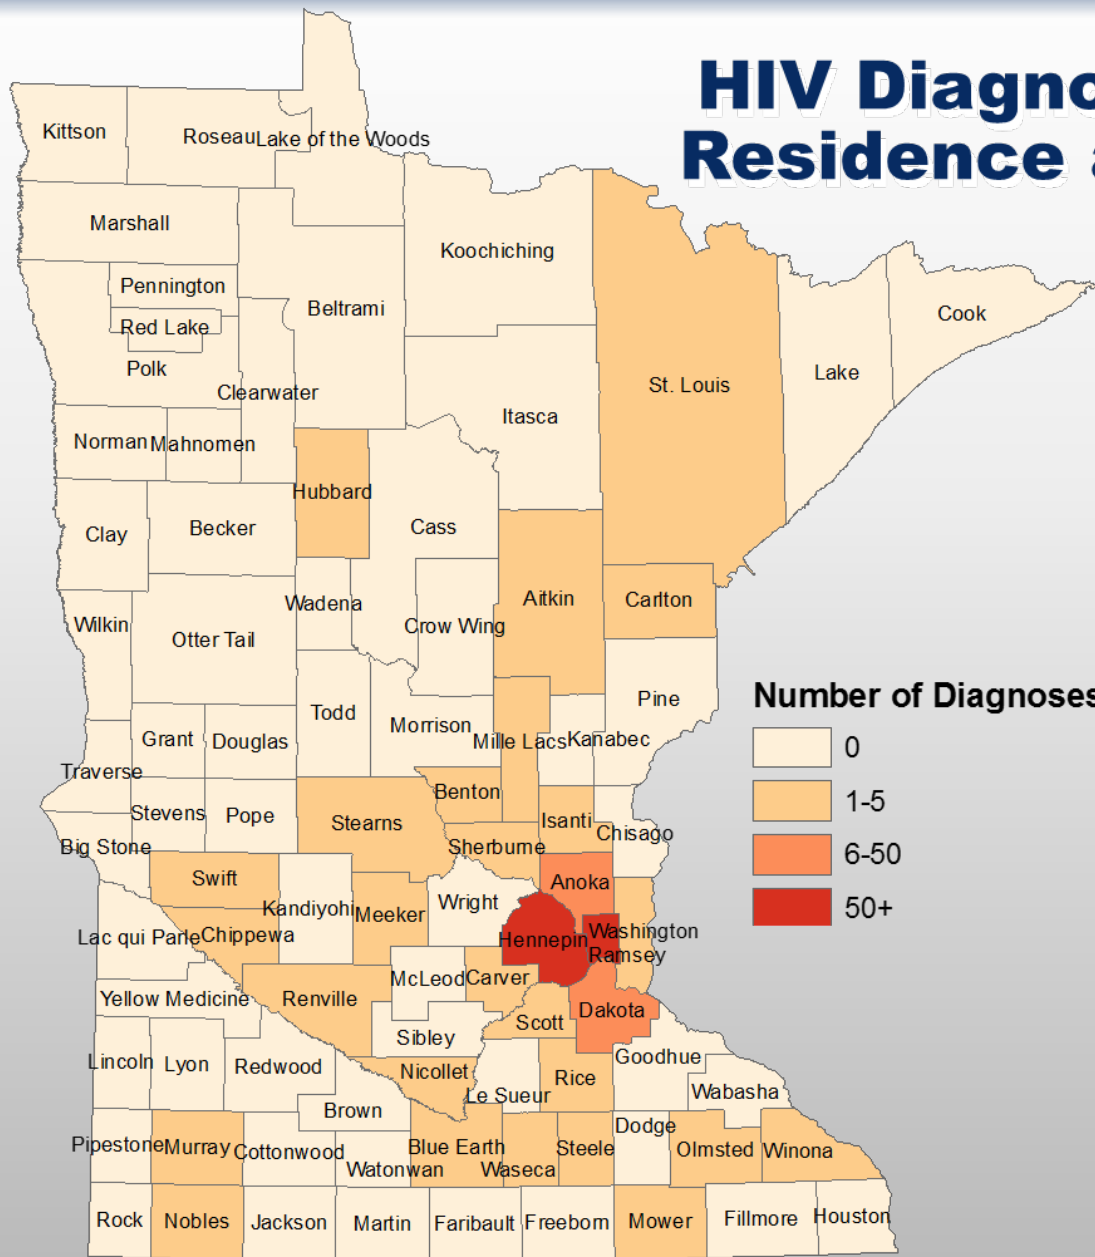 HIV Diagno
Residence a
Kittson
Roseau
Lake of the Woods
Marshall
Koochiching
Pennington
Beltrami
Red Lake
Cook
Polk
Lake
St. Louis
Clearwater
Itasca
Norman
Mahnomen
Hubbard
Clay
Becker
Cass
Aitkin
Carlton
Wadena
Wilkin
Otter Tail
Crow Wing
Pine
Number of Diagnoses
0
1-5
6-50
50+
Todd
Morrison
Grant
Douglas
Mille Lacs
Kanabec
Traverse
Benton
Stevens
Pope
Stearns
Isanti
Chisago
Big Stone
Sherburne
Swift
Anoka
Kandiyohi
Meeker
Wright
Lac qui Parle
Chippewa
Hennepin
Washington
Ramsey
McLeod
Carver
Yellow Medicine
Renville
Dakota
Scott
Sibley
Goodhue
Lincoln
Lyon
Redwood
Nicollet
Rice
Le Sueur
Wabasha
Brown
Dodge
Pipestone
Murray
Cottonwood
Blue Earth
Steele
Olmsted
Winona
Watonwan
Waseca
Rock
Nobles
Jackson
Martin
Faribault
Freeborn
Mower
Fillmore
Houston